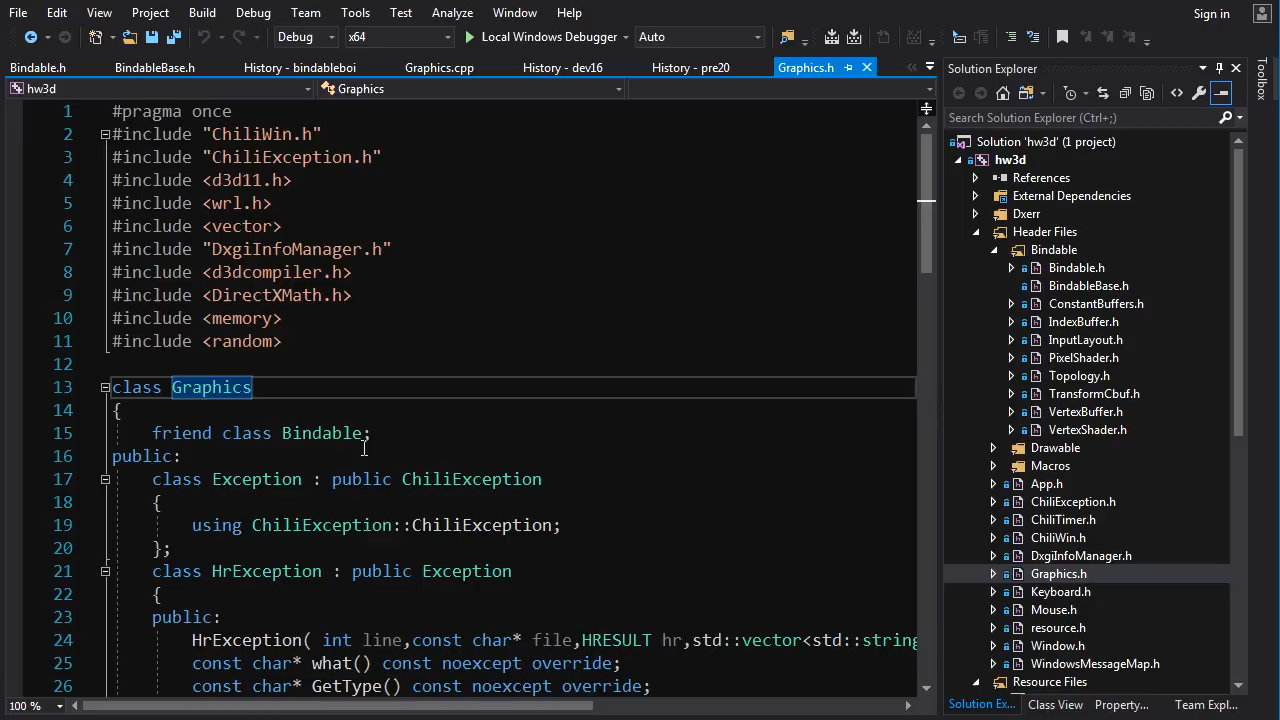 File Edit View Project Build Debug Team Tools Test Analyze Window Help Sign in
Debug x64 Local Windows Debugger Auto
Bindable.h BindableBase.h History - bindableboi Graphics.cpp History - dev16 History - pre20 Graphics.h
hw3d Graphics
1 #pragma once
2 #include "ChiliWin.h"
3 #include "ChiliException.h"
4 #include <d3d11.h>
5 #include <wrl.h>
6 #include <vector>
7 #include "DxgiInfoManager.h"
8 #include <d3dcompiler.h>
9 #include <DirectXMath.h>
10 #include <memory>
11 #include <random>
12
13 class Graphics
14 {
15 friend class Bindable;
16 public:
17 class Exception : public ChiliException
18 {
19 using ChiliException::ChiliException;
20 };
21 class HrException : public Exception
22 {
23 public:
24 HrException( int line,const char* file,HRESULT hr,std::vector<std::string
25 const char* what() const noexcept override;
26 const char* GetType() const noexcept override;
100 %
Solution Explorer
Search Solution Explorer (Ctrl+;)
Solution 'hw3d' (1 project)
hw3d
References
External Dependencies
Dxerr
Header Files
Bindable
Bindable.h
BindableBase.h
ConstantBuffers.h
IndexBuffer.h
InputLayout.h
PixelShader.h
Topology.h
TransformCbuf.h
VertexBuffer.h
VertexShader.h
Drawable
Macros
App.h
ChiliException.h
ChiliTimer.h
ChiliWin.h
DxgiInfoManager.h
Graphics.h
Keyboard.h
Mouse.h
resource.h
Window.h
WindowsMessageMap.h
Resource Files
Solution Ex... Class View Property... Team Expl...
Toolbox